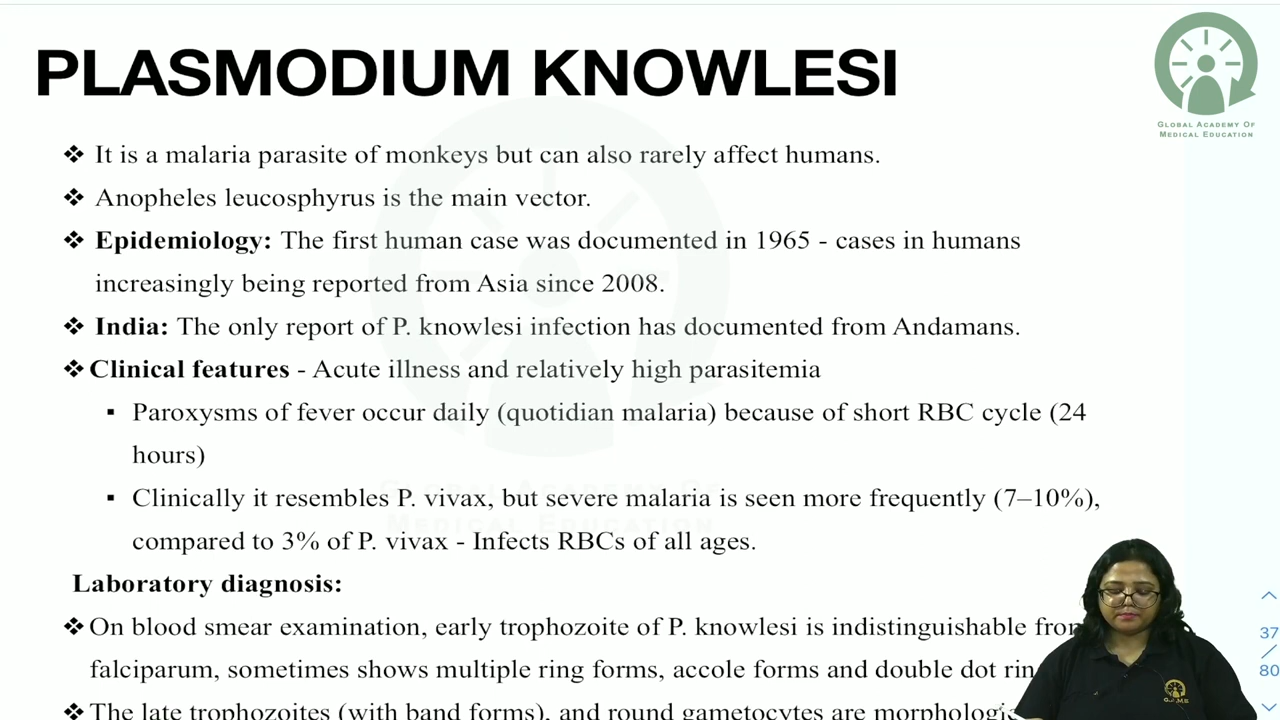 PLASMODIUM KNOWLESI
GLOBAL ACADEMY OF
MEDICAL EDUCATION
❖ It is a malaria parasite of monkeys but can also rarely affect humans.
❖ Anopheles leucosphyrus is the main vector.
❖ Epidemiology: The first human case was documented in 1965 - cases in humans
increasingly being reported from Asia since 2008.
❖ India: The only report of P. knowlesi infection has documented from Andamans.
❖ Clinical features - Acute illness and relatively high parasitemia
▪ Paroxysms of fever occur daily (quotidian malaria) because of short RBC cycle (24
hours)
▪ Clinically it resembles P. vivax, but severe malaria is seen more frequently (7–10%),
compared to 3% of P. vivax - Infects RBCs of all ages.
GLOBAL ACADEMY OF
MEDICAL EDUCATION
Laboratory diagnosis:
❖ On blood smear examination, early trophozoite of P. knowlesi is indistinguishable
falciparum, sometimes shows multiple ring forms, accole forms and double dot
❖ The late trophozoites (with band forms), and round gametocytes are
37
/
80